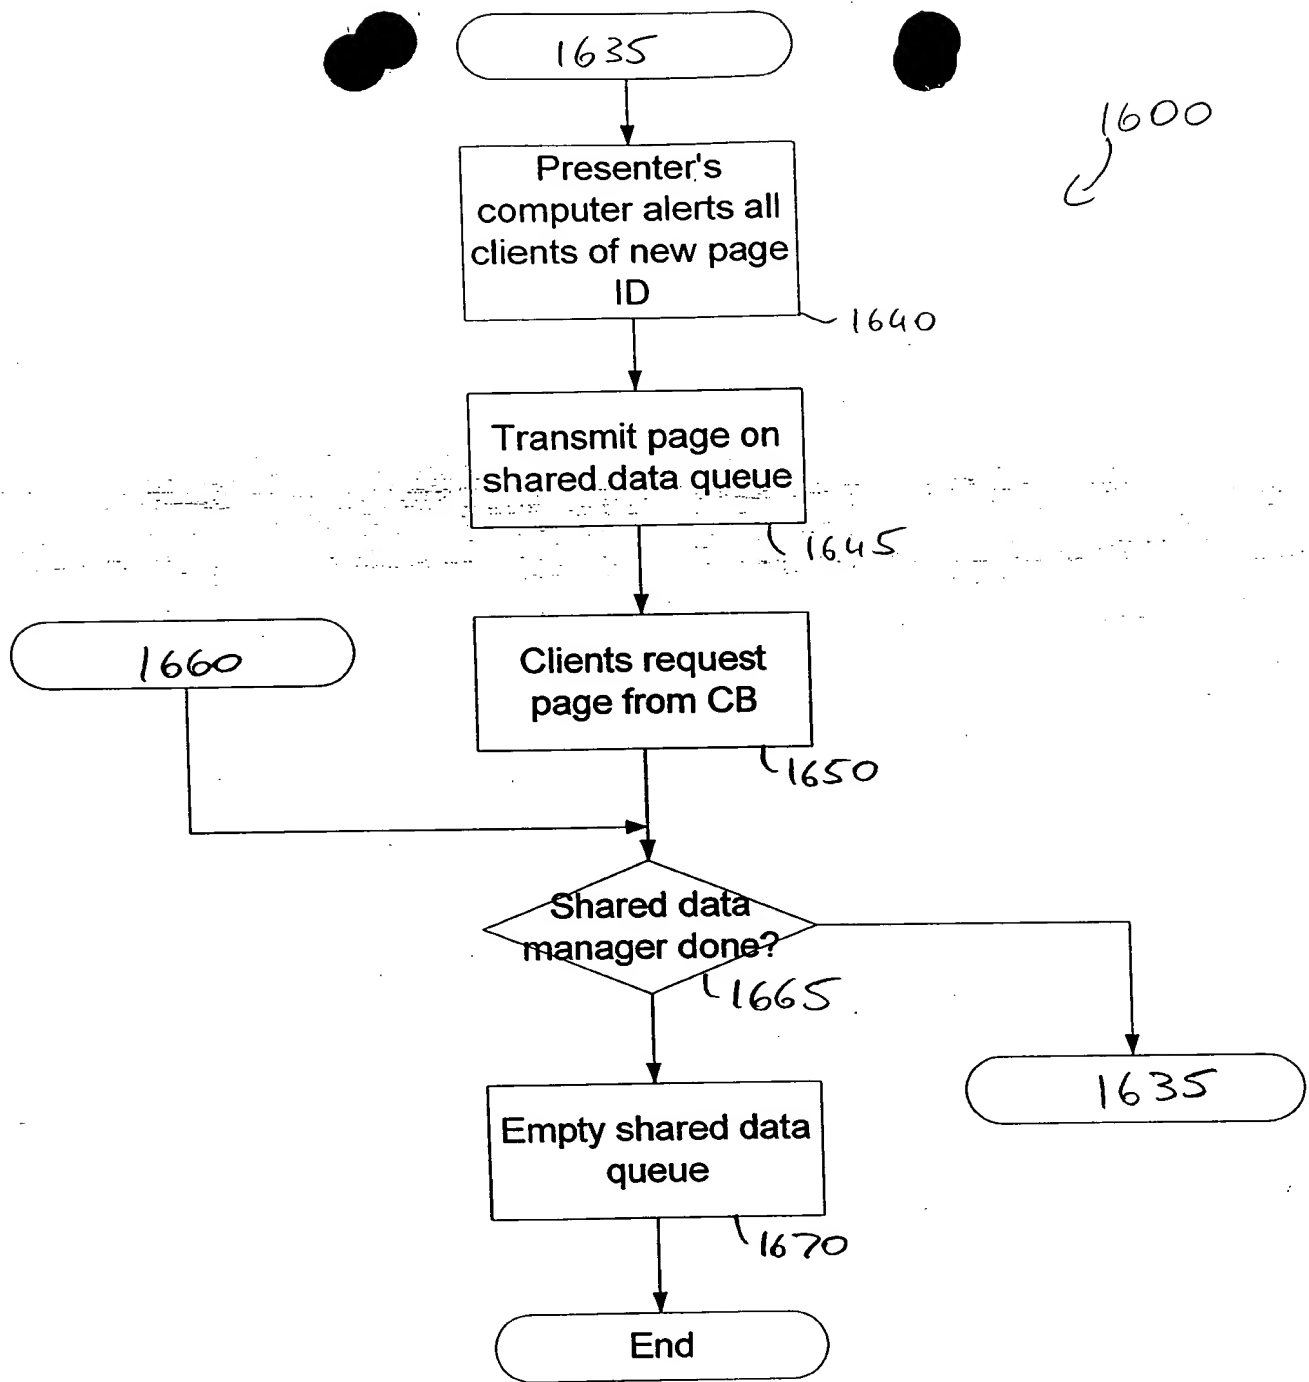 1635
1600
Presenter's
computer alerts all
clients of new page
ID
1640
Transmit page on
shared data queue
1645
1660
Clients request
page from CB
1650
Shared data
manager done?
1665
1635
Empty shared data
queue
1670
End